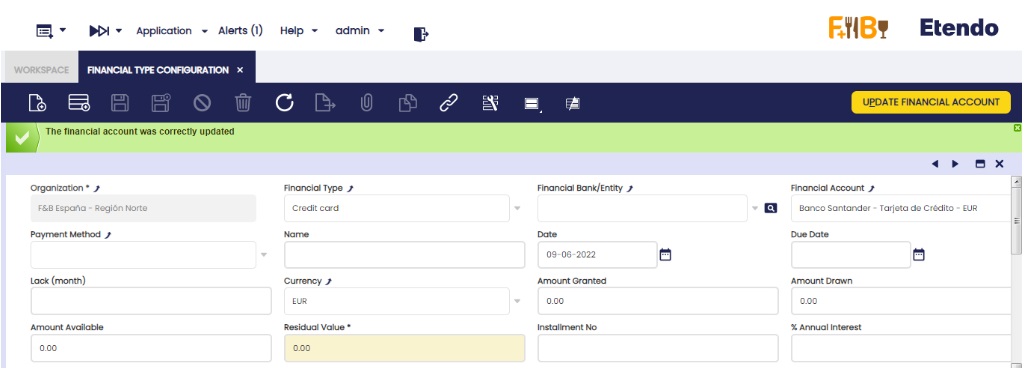 Application Alerts (1) Help admin F&B Etendo
WORKSPACE FINANCIAL TYPE CONFIGURATION ×
UPDATE FINANCIAL ACCOUNT
The financial account was correctly updated
Organization * Financial Type Financial Bank/Entity Financial Account
F&B España - Región Norte Credit card Banco Santander - Tarjeta de Crédito - EUR
Payment Method Name Date Due Date
09-06-2022
Lack (month) Currency Amount Granted Amount Drawn
EUR 0.00 0.00
Amount Available Residual Value * Installment No % Annual Interest
0.00 0.00